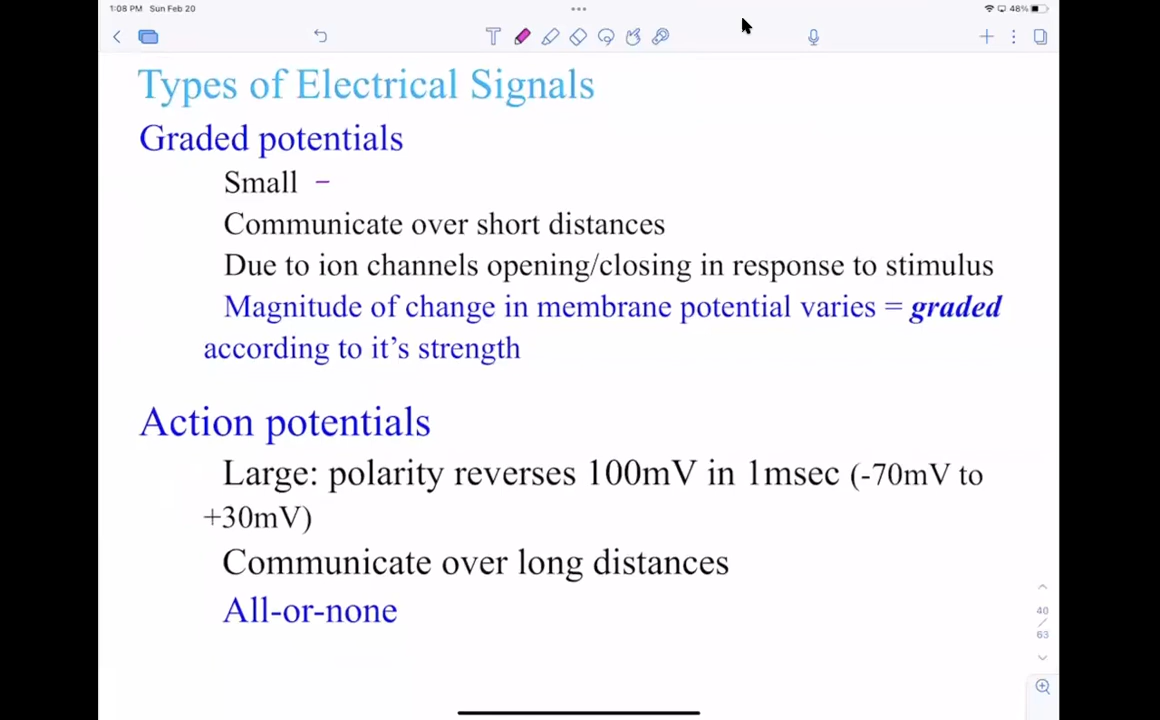 1:08 PM Sun Feb 20
48%
Types of Electrical Signals
Graded potentials
Small –
Communicate over short distances
Due to ion channels opening/closing in response to stimulus
Magnitude of change in membrane potential varies = graded
according to it’s strength
Action potentials
Large: polarity reverses 100mV in 1msec (-70mV to
+30mV)
Communicate over long distances
All-or-none
40
/
63